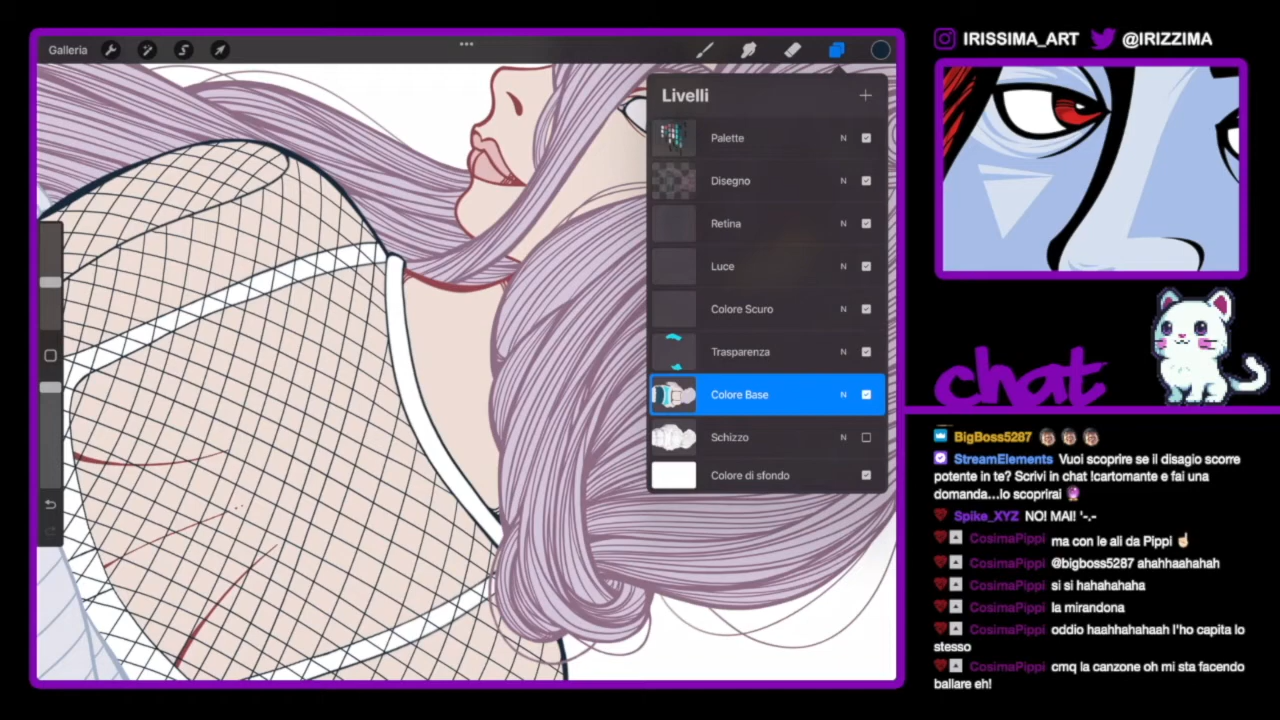 Galleria
Livelli
Palette N
Disegno N
Retina N
Luce N
Colore Scuro N
Trasparenza N
Colore Base N
Schizzo N
Colore di sfondo
IRISSIMA_ART @IRIZZIMA
chat
BigBoss5287
StreamElements Vuoi scoprire se il disagio scorre
potente in te? Scrivi in chat !cartomante e fai una
domanda...lo scoprirai
Spike_XYZ NO! MAI! '-.-
CosimaPippi ma con le ali da Pippi
CosimaPippi @bigboss5287 ahahhaahahah
CosimaPippi si si hahahahaha
CosimaPippi la mirandona
CosimaPippi oddio haahhahahaah l'ho capita lo
stesso
CosimaPippi cmq la canzone oh mi sta facendo
ballare eh!